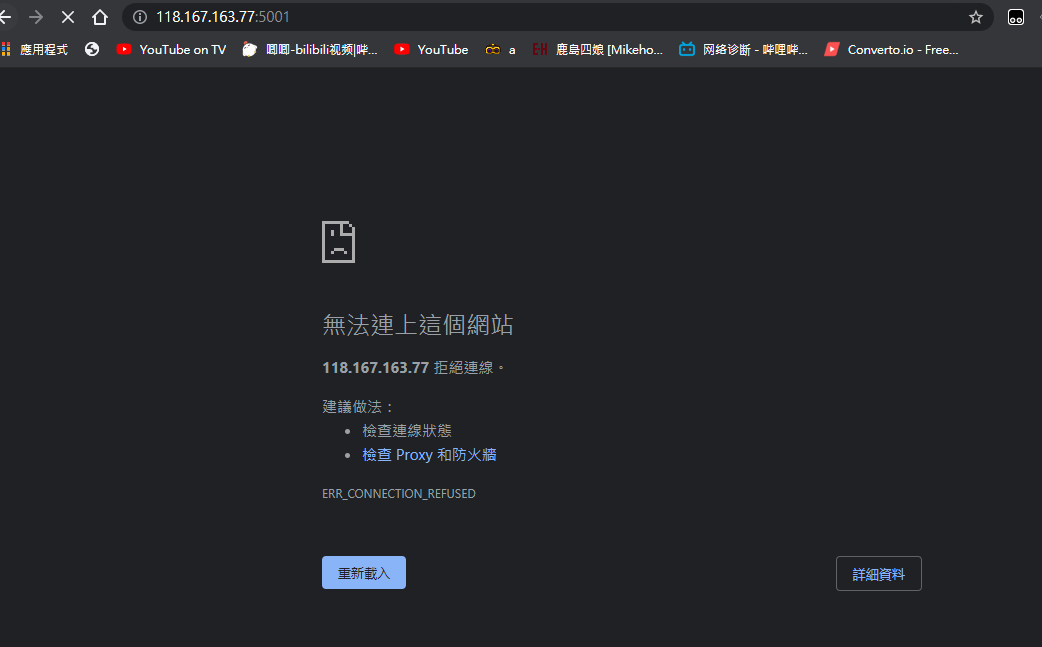 118.167.163.77:5001
應用程式 YouTube on TV 唧唧-bilibili视频|哔... YouTube a EH 鹿島四娘 [Mikeho... 网络诊断 - 哔哩哔... Converto.io - Free...
無法連上這個網站
118.167.163.77 拒絕連線。
建議做法：
• 檢查連線狀態
• 檢查 Proxy 和防火牆
ERR_CONNECTION_REFUSED
重新載入 詳細資料